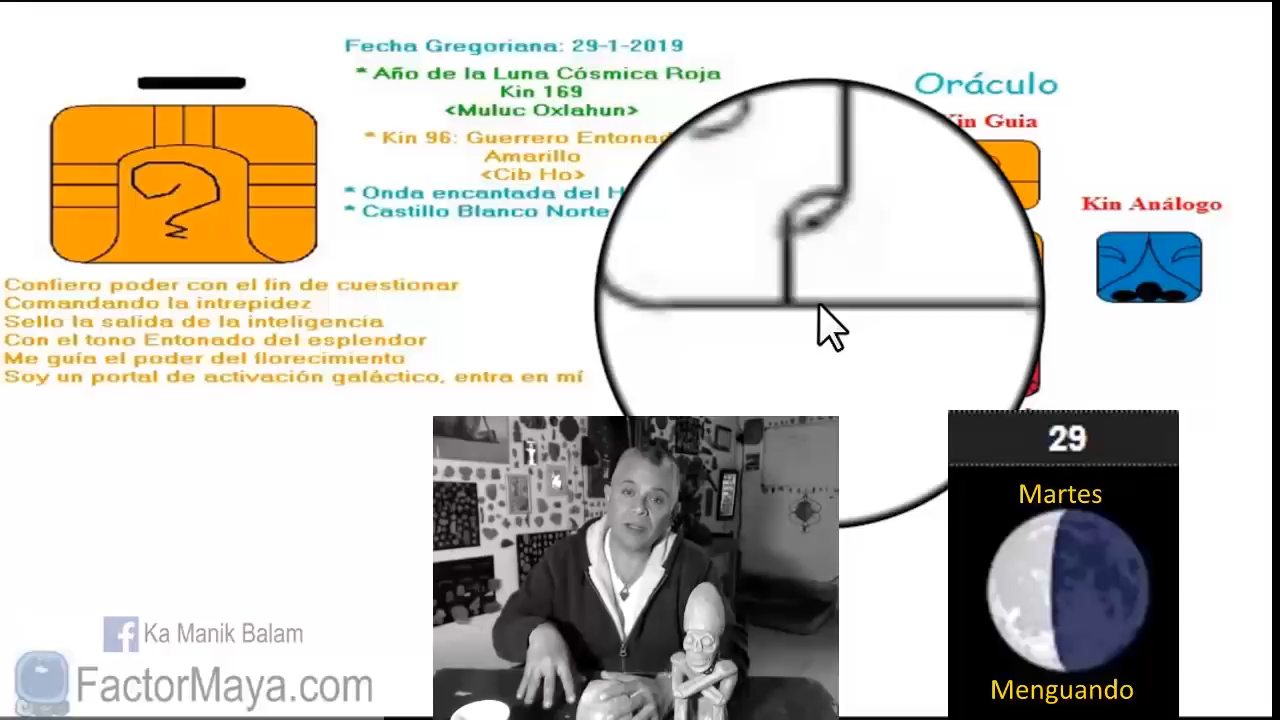 Fecha Gregoriana: 29-1-2019
* Año de la Luna Cósmica Roja
Kin 169
<Muluc Oxlahun>
* Kin 96: Guerrero Entonad
Amarillo
<Cib Ho>
* Onda encantada del H
* Castillo Blanco Norte
Oráculo
Kin Guia
Kin Análogo
Confiero poder con el fin de cuestionar
Comandando la intrepidez
Sello la salida de la inteligencia
Con el tono Entonado del esplendor
Me guía el poder del florecimiento
Soy un portal de activación galáctico, entra en mí
29
Martes
Menguando
f Ka Manik Balam
FactorMaya.com